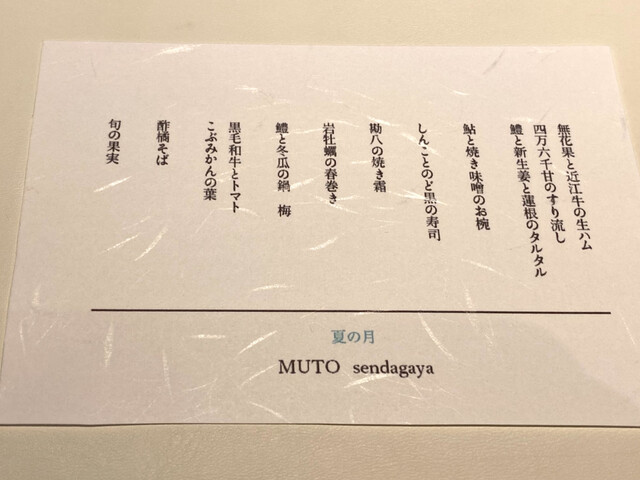 無花果と近江牛の生ハム
四万六千甘のすり流し
鱧と新生姜と蓮根のタルタル
鮎と焼き味噌のお椀
しんことのど黒の寿司
勘八の焼き霜
岩牡蠣の春巻き
鱧と冬瓜の鍋 梅
黒毛和牛とトマト
こぶみかんの葉
酢橘そば
旬の果実
夏の月
MUTO sendagaya